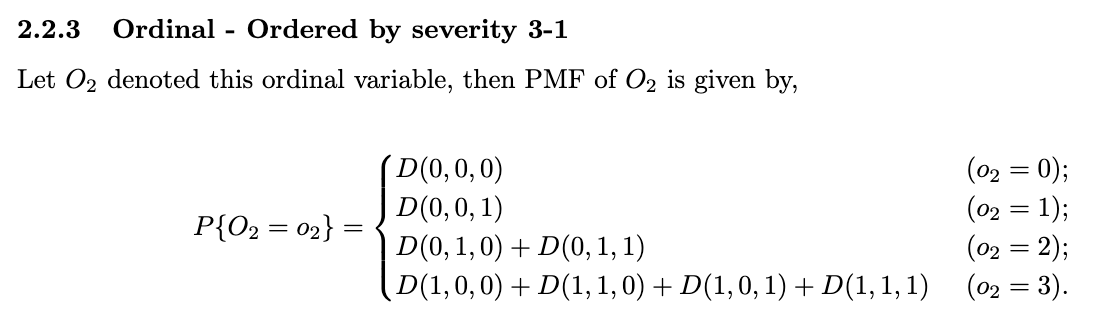 2.2.3 Ordinal - Ordered by severity 3-1
Let O₂ denoted this ordinal variable, then PMF of O₂ is given by,
D(0, 0, 0) (o₂ = 0);
D(0, 0, 1) (o₂ = 1);
P{O₂ = o₂} = {
D(0, 1, 0) + D(0, 1, 1) (o₂ = 2);
D(1, 0, 0) + D(1, 1, 0) + D(1, 0, 1) + D(1, 1, 1) (o₂ = 3).